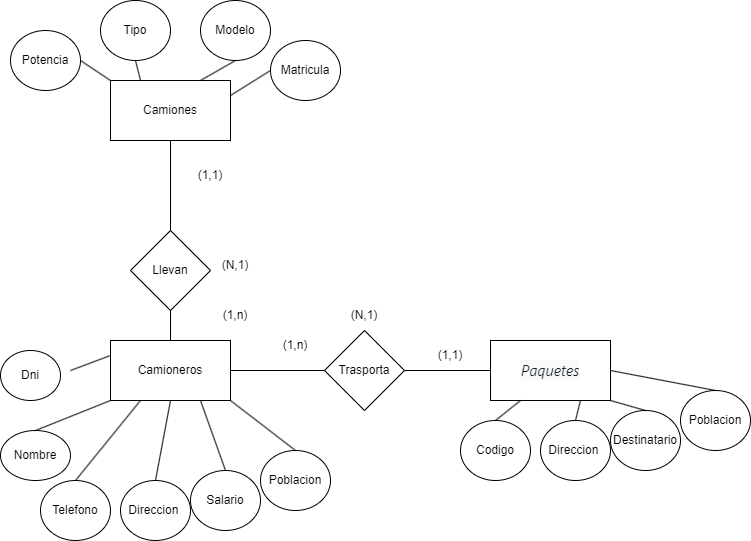 Tipo
Modelo
Potencia
Matricula
Camiones
(1,1)
Llevan
(N,1)
(1,n)
(N,1)
(1,n)
(1,1)
Dni
Camioneros
Trasporta
Paquetes
Nombre
Telefono
Direccion
Salario
Poblacion
Codigo
Direccion
Destinatario
Poblacion